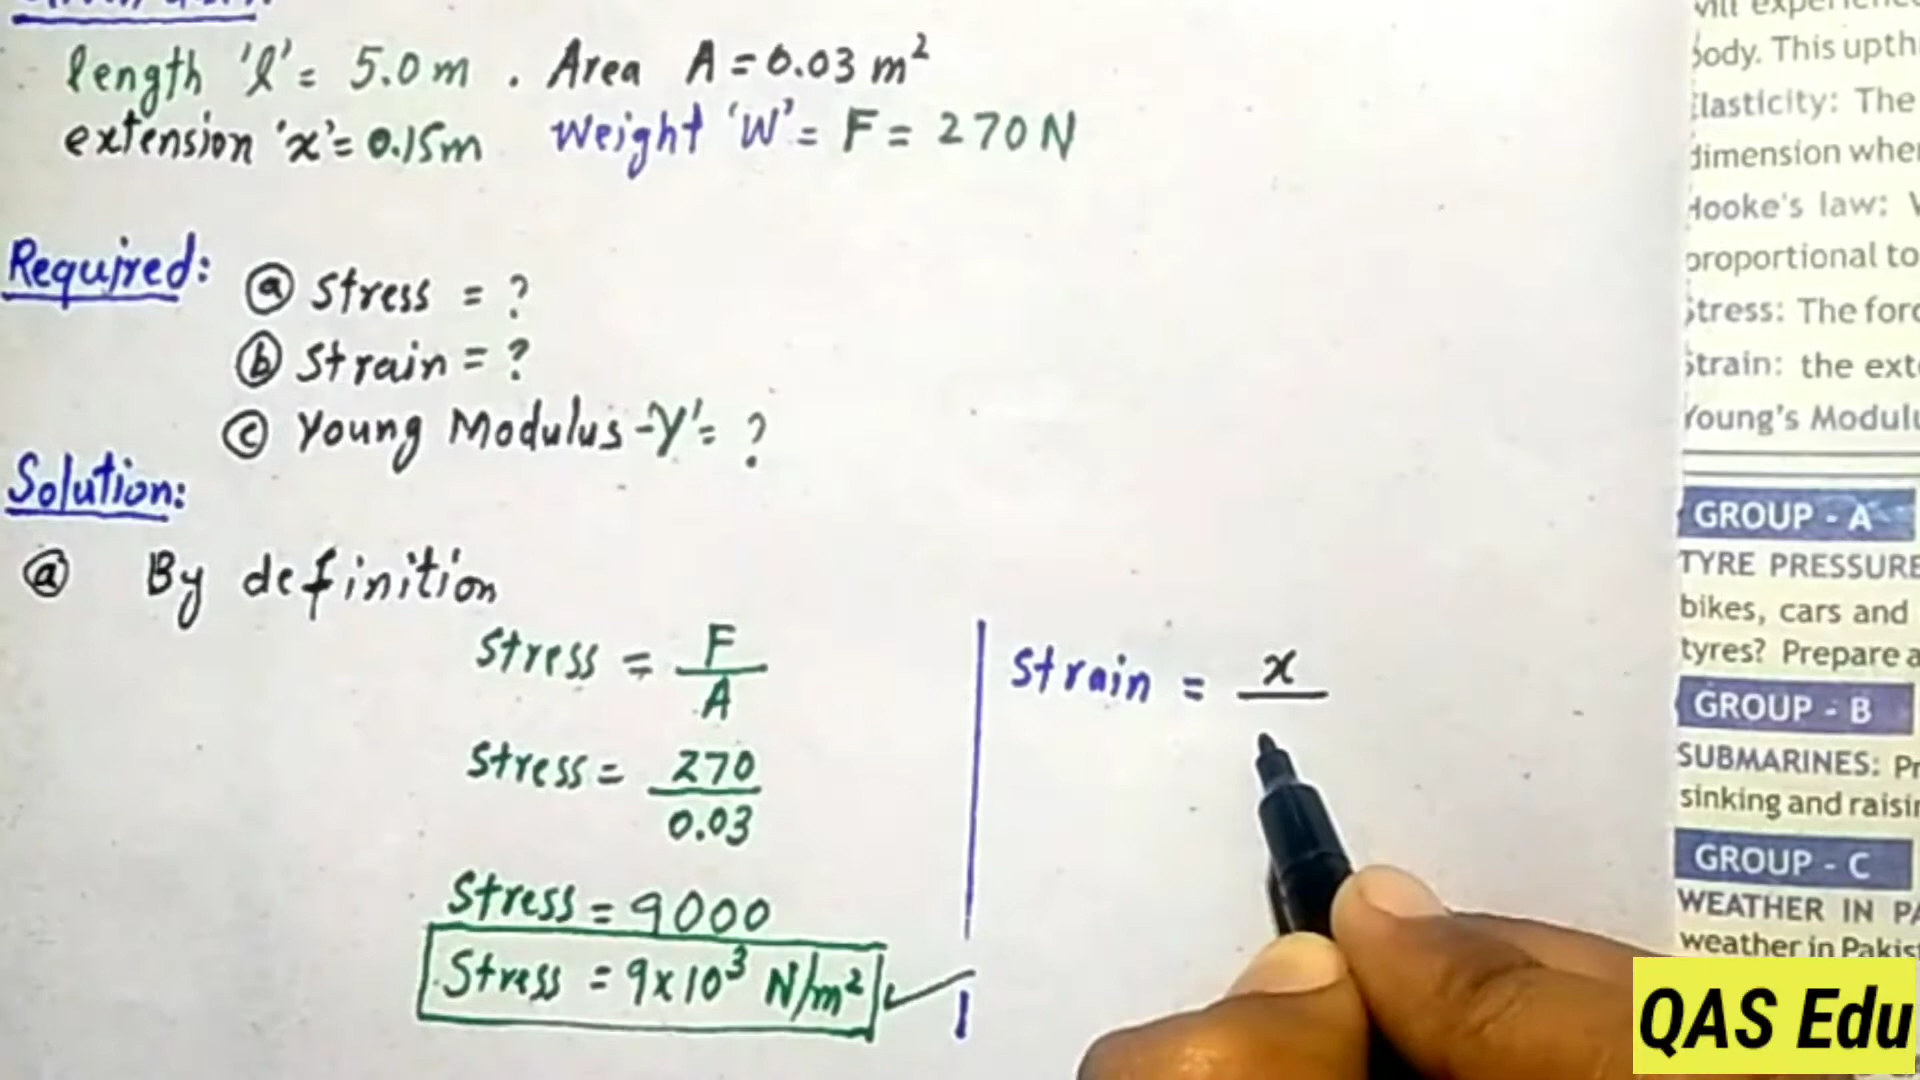 length 'l' = 5.0 m . Area A = 0.03 m²
extension 'x' = 0.15m Weight 'W' = F = 270 N
Required:
ⓐ Stress = ?
ⓑ Strain = ?
ⓒ Young Modulus -Y' = ?
Solution:
ⓐ By definition
Stress = F/A
Stress = 270/0.03
Stress = 9000
Stress = 9x10³ N/m²
Strain = x
body. This upth
Elasticity: The
dimension whe
Hooke's law:
proportional to
Stress: The forc
Strain: the ext
Young's Modul
GROUP - A
TYRE PRESSURE
bikes, cars and
tyres? Prepare a
GROUP - B
SUBMARINES: Pr
sinking and raisi
GROUP - C
WEATHER IN PA
weather in Pakis
QAS Edu